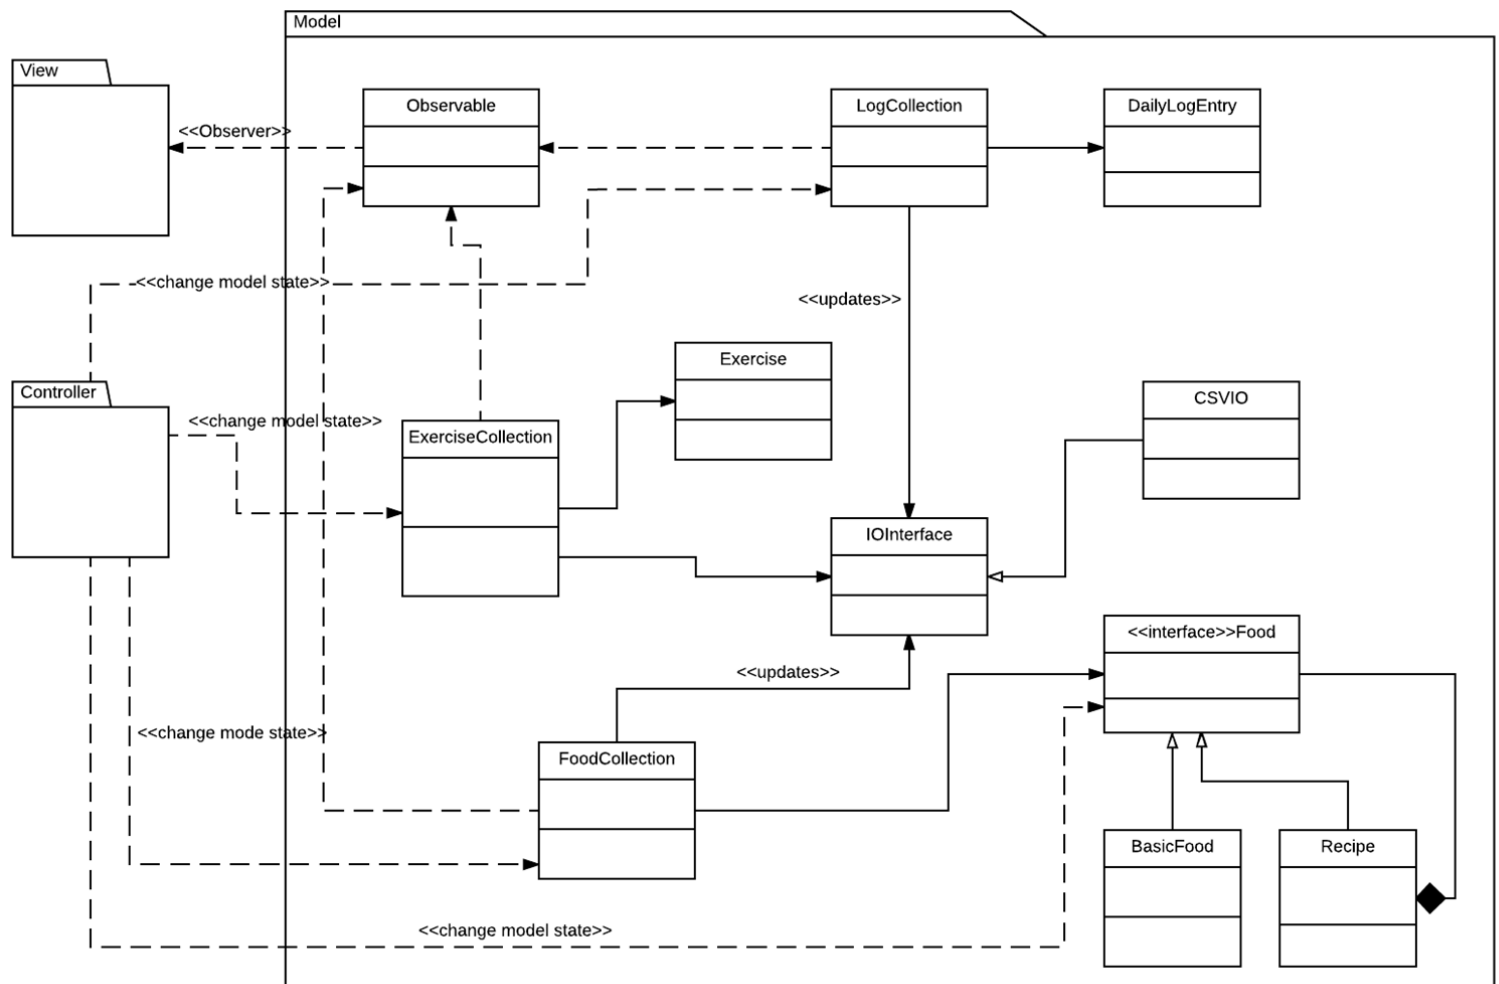 Model
View
Observable
LogCollection
DailyLogEntry
<<Observer>>
<<change model state>>
<<updates>>
Exercise
Controller
CSVIO
<<change model state>>
ExerciseCollection
IOInterface
<<interface>>Food
<<updates>>
<<change mode state>>
FoodCollection
BasicFood
Recipe
<<change model state>>